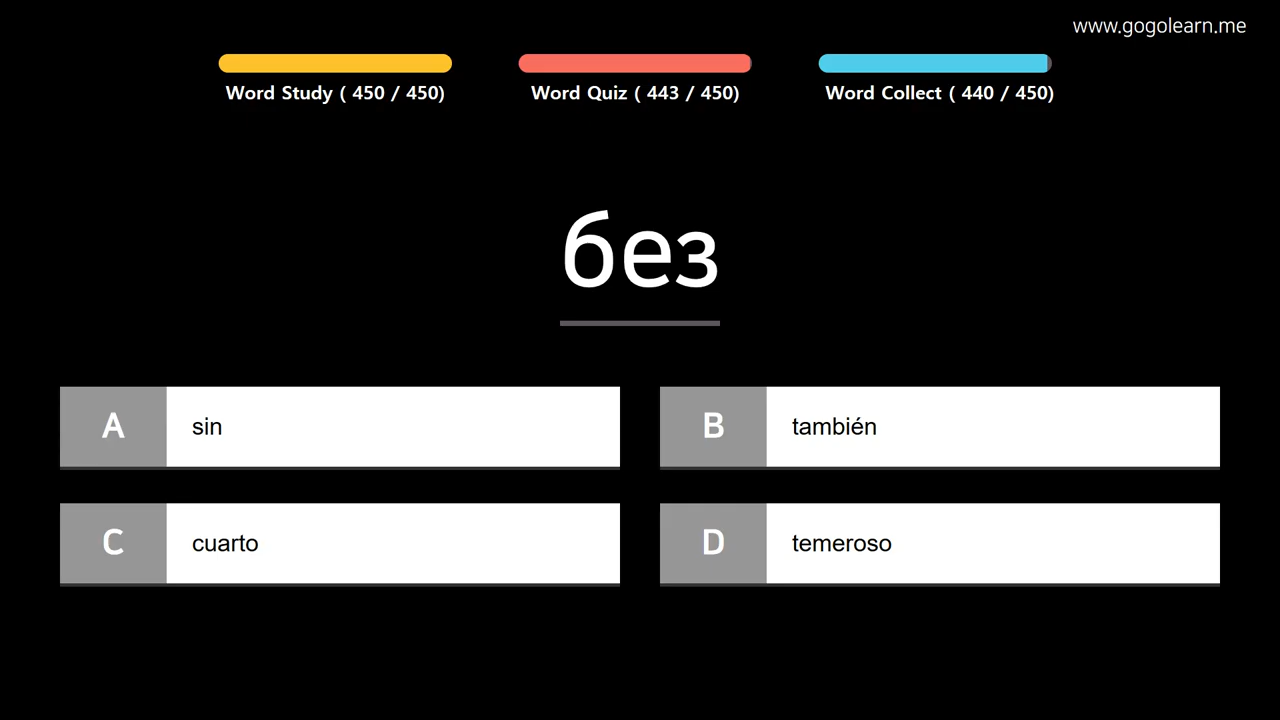 www.gogolearn.me
Word Study ( 450 / 450)
Word Quiz ( 443 / 450)
Word Collect ( 440 / 450)
без
A sin
B también
C cuarto
D temeroso